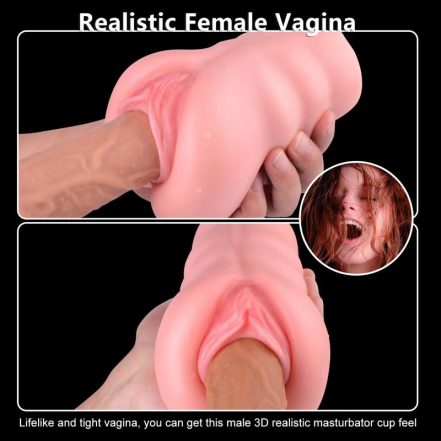 Realistic Female Vagina
Lifelike and tight vagina, you can get this male 3D realistic masturbator cup feel